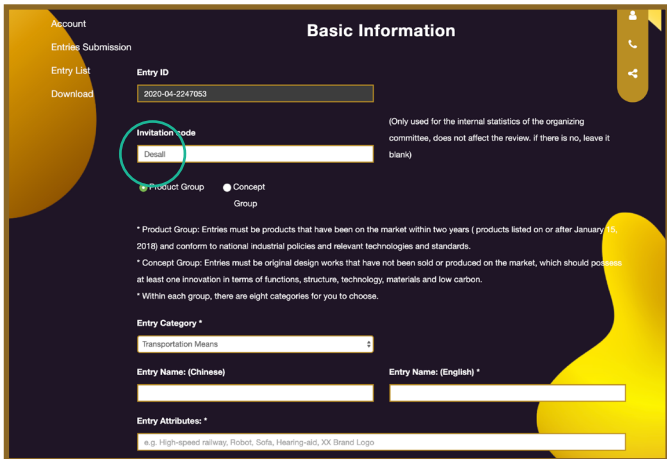 Account
Entries Submission
Entry List
Download
Basic Information
Entry ID
2020-04-2247053
Invitation code
Desall
(Only used for the internal statistics of the organizing
committee, does not affect the review. if there is no, leave it
blank)
Product Group
Concept
Group
* Product Group: Entries must be products that have been on the market within two years ( products listed on or after January 15,
2018) and conform to national industrial policies and relevant technologies and standards.
* Concept Group: Entries must be original design works that have not been sold or produced on the market, which should possess
at least one innovation in terms of functions, structure, technology, materials and low carbon.
* Within each group, there are eight categories for you to choose.
Entry Category *
Transportation Means
Entry Name: (Chinese)
Entry Name: (English) *
Entry Attributes: *
e.g. High-speed railway, Robot, Sofa, Hearing-aid, XX Brand Logo